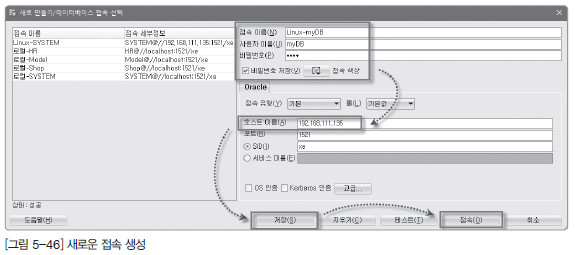 새로 만들기/데이터베이스 접속 선택
접속 이름 접속 세부정보
Linux-SYSTEM SYSTEM@//192,168,111,135:1521/xe
로컬-HR HR@//localhost:1521/xe
로컬-Model Model@//localhost:1521/xe
로컬-Shop Shop@//localhost:1521/xe
로컬-SYSTEM SYSTEM@//localhost:1521/xe
접속 이름(N) Linux-myDB
사용자 이름(U) myDB
비밀번호(P) ••••
비밀번호 저장(V) 접속 색상
Oracle
접속 유형(Y) 기본 롤(L) 기본값
호스트 이름(A) 192,168,111,135
포트(R) 1521
SID(I) xe
서비스 이름(E)
OS 인증 Kerberos 인증 고급...
상태: 성공
도움말(H) 저장(S) 지우기(C) 테스트(T) 접속(O) 취소
[그림 5-46] 새로운 접속 생성